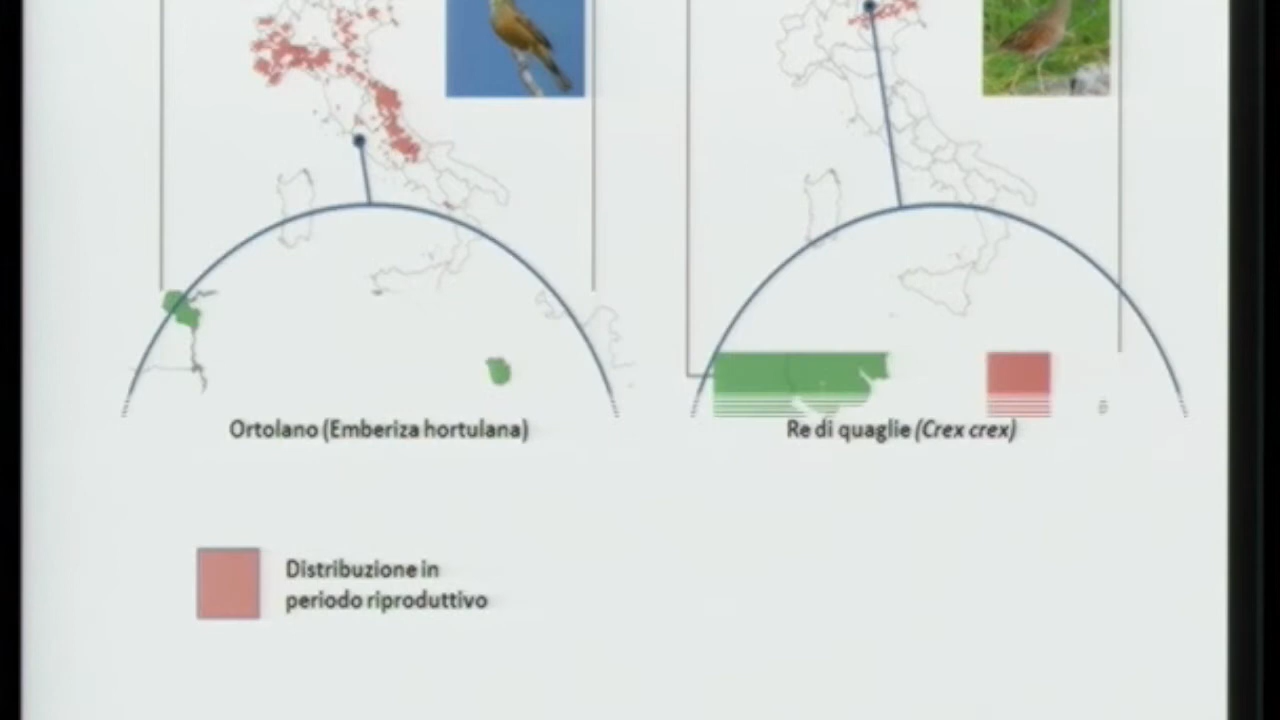 Ortolano (Emberiza hortulana)
Re di quaglie (Crex crex)
Distribuzione in
periodo riproduttivo